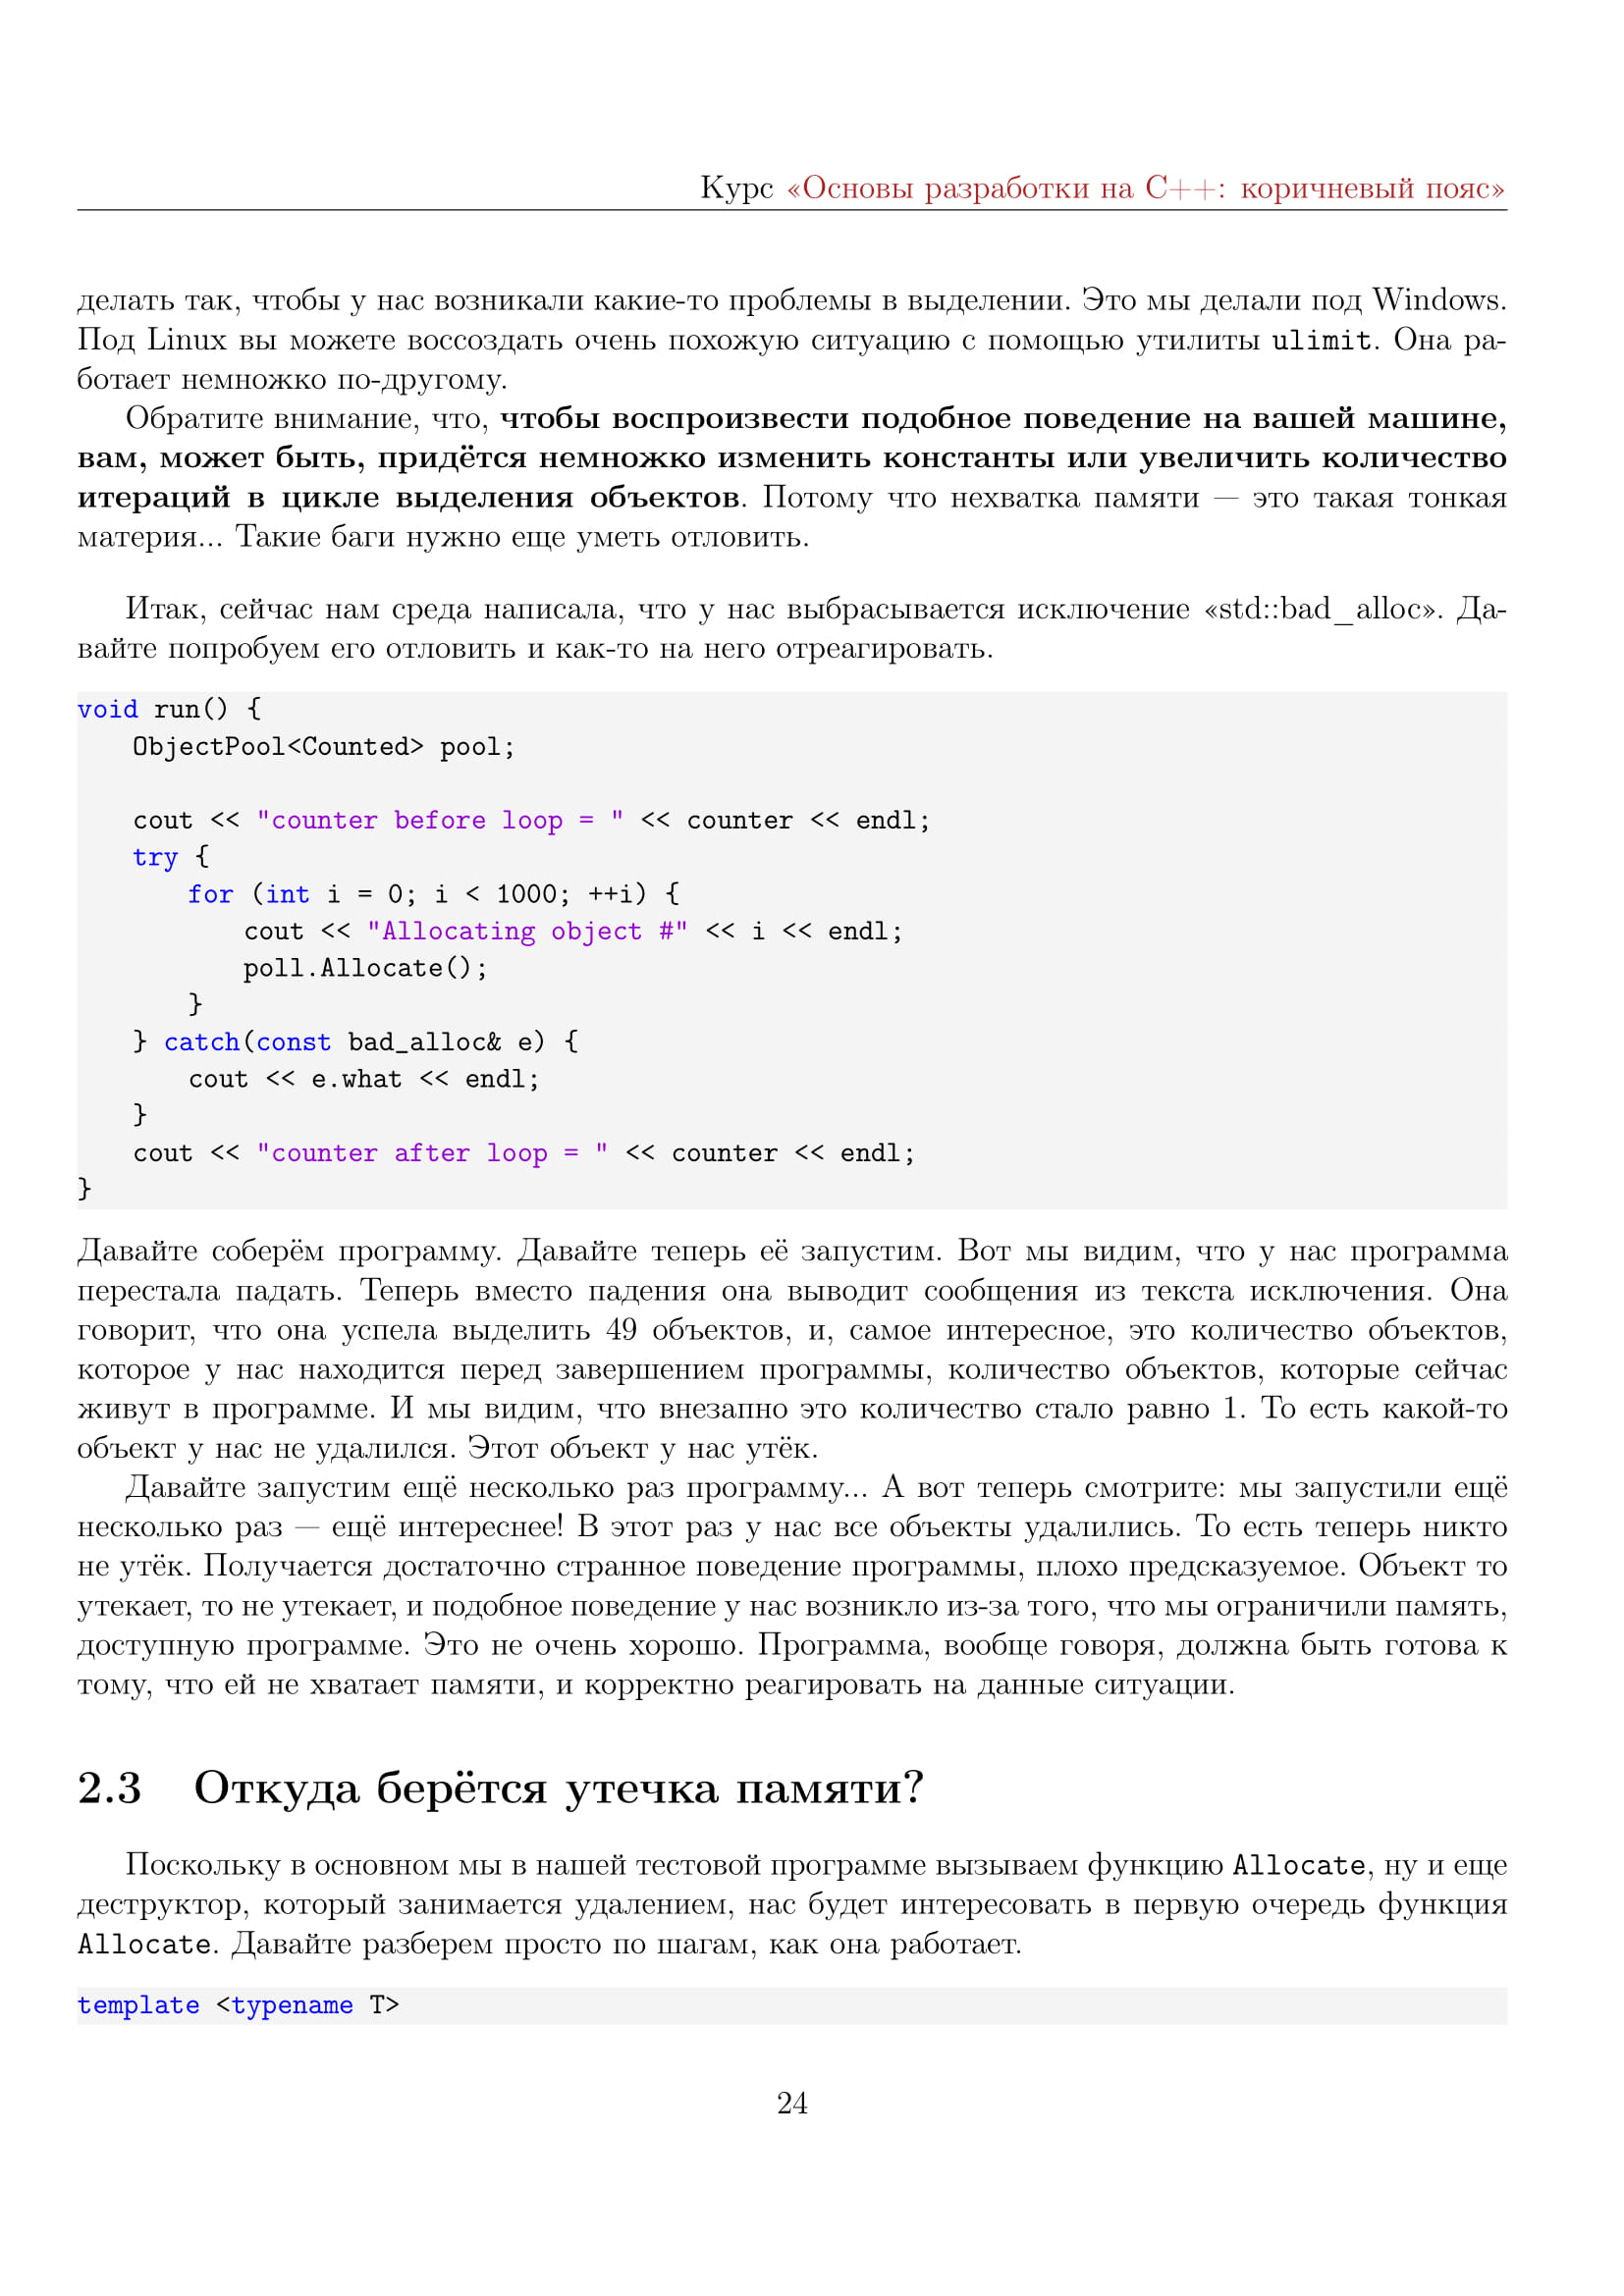 Курс «Основы разработки на C++: коричневый пояс»
делать так, чтобы у нас возникали какие-то проблемы в выделении. Это мы делали под Windows.
Под Linux вы можете воссоздать очень похожую ситуацию с помощью утилиты ulimit. Она ра-
ботает немножко по-другому.
Обратите внимание, что, чтобы воспроизвести подобное поведение на вашей машине,
вам, может быть, придётся немножко изменить константы или увеличить количество
итераций в цикле выделения объектов. Потому что нехватка памяти — это такая тонкая
материя... Такие баги нужно еще уметь отловить.
Итак, сейчас нам среда написала, что у нас выбрасывается исключение «std::bad_alloc». Да-
вайте попробуем его отловить и как-то на него отреагировать.
void run() {
    ObjectPool<Counted> pool;
    cout << "counter before loop = " << counter << endl;
    try {
        for (int i = 0; i < 1000; ++i) {
            cout << "Allocating object #" << i << endl;
            poll.Allocate();
        }
    } catch(const bad_alloc& e) {
        cout << e.what << endl;
    }
    cout << "counter after loop = " << counter << endl;
}
Давайте соберём программу. Давайте теперь её запустим. Вот мы видим, что у нас программа
перестала падать. Теперь вместо падения она выводит сообщения из текста исключения. Она
говорит, что она успела выделить 49 объектов, и, самое интересное, это количество объектов,
которое у нас находится перед завершением программы, количество объектов, которые сейчас
живут в программе. И мы видим, что внезапно это количество стало равно 1. То есть какой-то
объект у нас не удалился. Этот объект у нас утёк.
Давайте запустим ещё несколько раз программу... А вот теперь смотрите: мы запустили ещё
несколько раз — ещё интереснее! В этот раз у нас все объекты удалились. То есть теперь никто
не утёк. Получается достаточно странное поведение программы, плохо предсказуемое. Объект то
утекает, то не утекает, и подобное поведение у нас возникло из-за того, что мы ограничили память,
доступную программе. Это не очень хорошо. Программа, вообще говоря, должна быть готова к
тому, что ей не хватает памяти, и корректно реагировать на данные ситуации.
2.3 Откуда берётся утечка памяти?
Поскольку в основном мы в нашей тестовой программе вызываем функцию Allocate, ну и еще
деструктор, который занимается удалением, нас будет интересовать в первую очередь функция
Allocate. Давайте разберем просто по шагам, как она работает.
template <typename T>
24